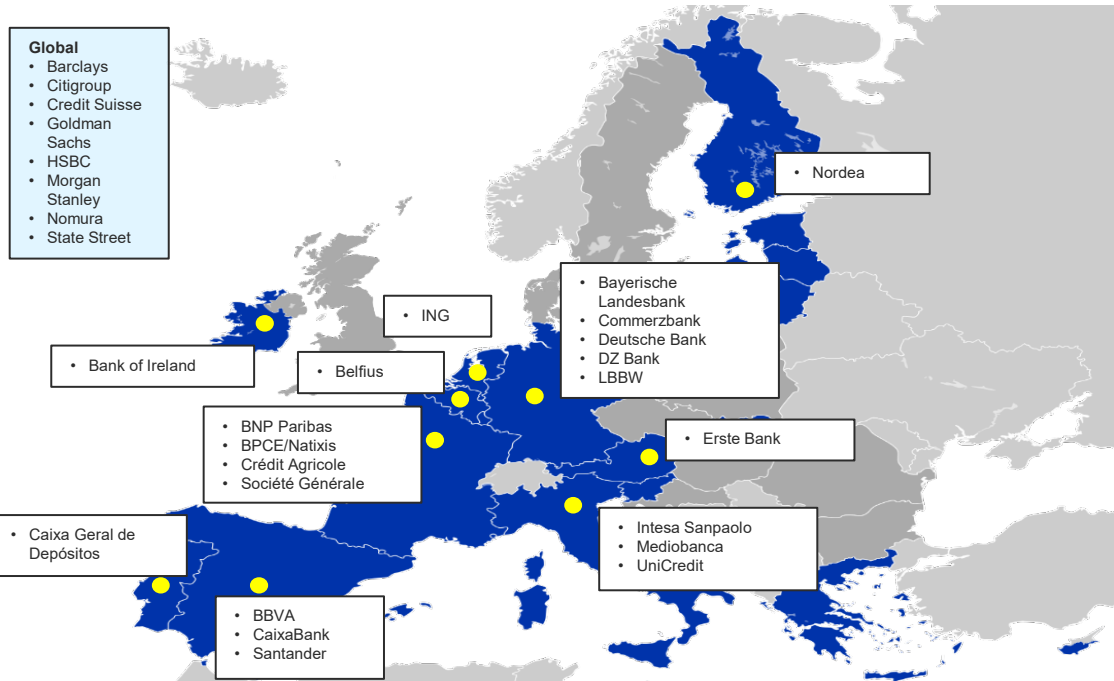 Global
• Barclays
• Citigroup
• Credit Suisse
• Goldman
Sachs
• HSBC
• Morgan
Stanley
• Nomura
• State Street
• Nordea
• Bayerische
Landesbank
• Commerzbank
• Deutsche Bank
• DZ Bank
• LBBW
• ING
• Bank of Ireland
• Belfius
• BNP Paribas
• BPCE/Natixis
• Crédit Agricole
• Société Générale
• Erste Bank
• Caixa Geral de
Depósitos
• Intesa Sanpaolo
• Mediobanca
• UniCredit
• BBVA
• CaixaBank
• Santander